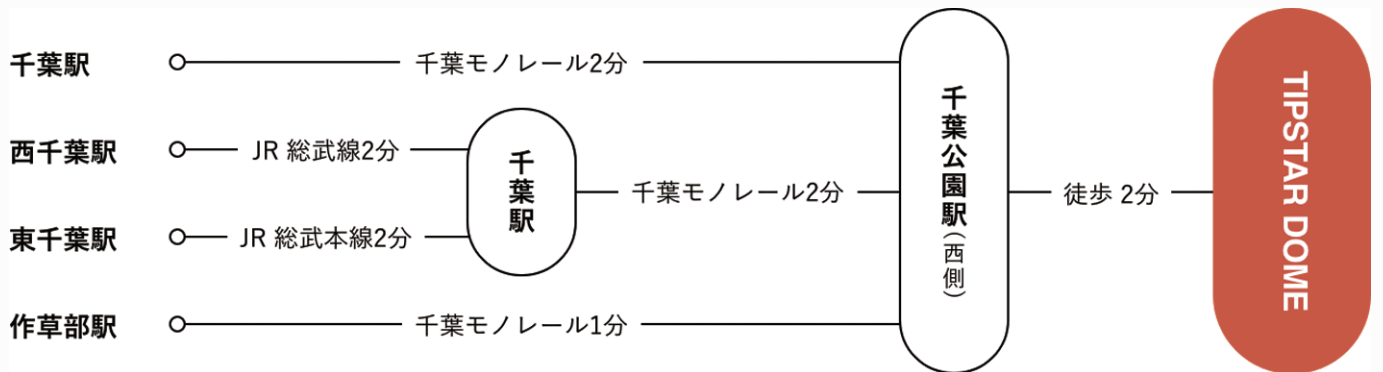 千葉駅
千葉モノレール2分
西千葉駅
JR 総武線2分
東千葉駅
JR 総武本線2分
千葉駅
千葉モノレール2分
作草部駅
千葉モノレール1分
千葉公園駅（西側）
徒歩 2分
TIPSTAR DOME